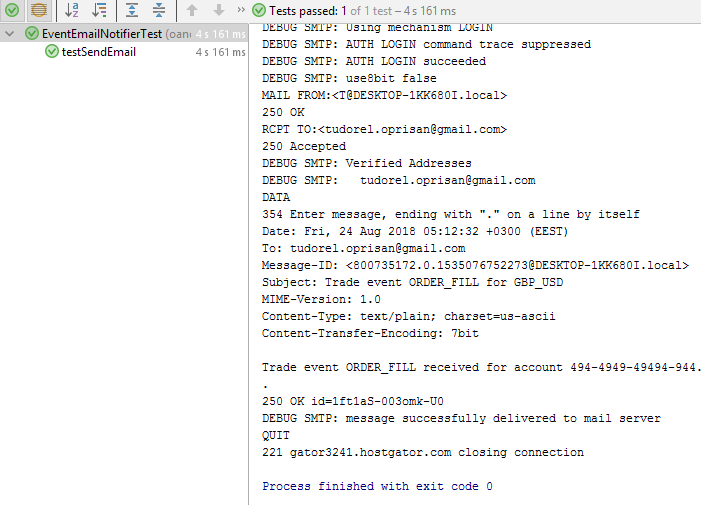 Tests passed: 1 of 1 test – 4 s 161 ms
EventEmailNotifierTest (oan 4 s 161 ms
testSendEmail 4 s 161 ms
DEBUG SMTP: Using mechanism LOGIN
DEBUG SMTP: AUTH LOGIN command trace suppressed
DEBUG SMTP: AUTH LOGIN succeeded
DEBUG SMTP: use8bit false
MAIL FROM:<T@DESKTOP-1KK680I.local>
250 OK
RCPT TO:<tudorel.oprisan@gmail.com>
250 Accepted
DEBUG SMTP: Verified Addresses
DEBUG SMTP:   tudorel.oprisan@gmail.com
DATA
354 Enter message, ending with "." on a line by itself
Date: Fri, 24 Aug 2018 05:12:32 +0300 (EEST)
To: tudorel.oprisan@gmail.com
Message-ID: <800735172.0.1535076752273@DESKTOP-1KK680I.local>
Subject: Trade event ORDER_FILL for GBP_USD
MIME-Version: 1.0
Content-Type: text/plain; charset=us-ascii
Content-Transfer-Encoding: 7bit
Trade event ORDER_FILL received for account 494-4949-49494-944.
.
250 OK id=1ft1aS-003omk-U0
DEBUG SMTP: message successfully delivered to mail server
QUIT
221 gator3241.hostgator.com closing connection
Process finished with exit code 0